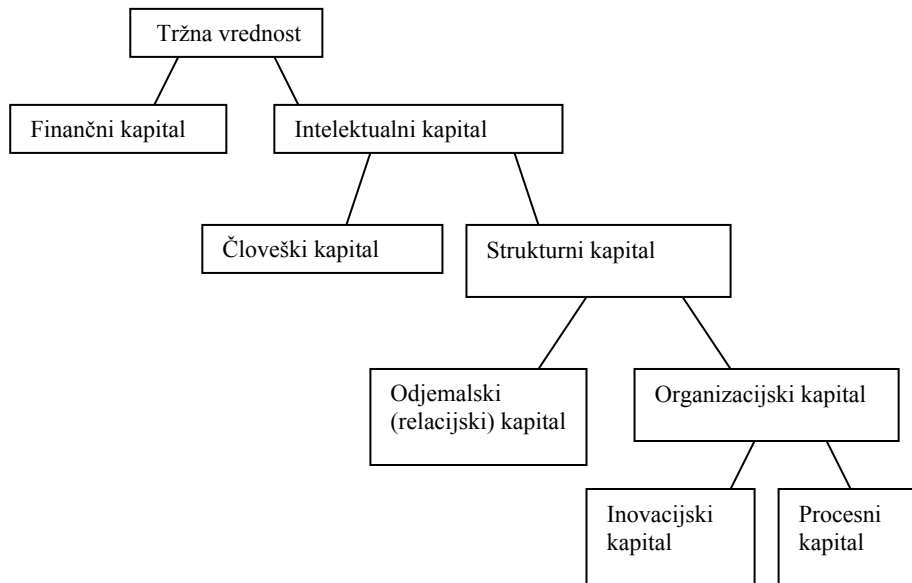 Tržna vrednost
Finančni kapital
Intelektualni kapital
Človeški kapital
Strukturni kapital
Odjemalski
(relacijski) kapital
Organizacijski kapital
Inovacijski
kapital
Procesni
kapital